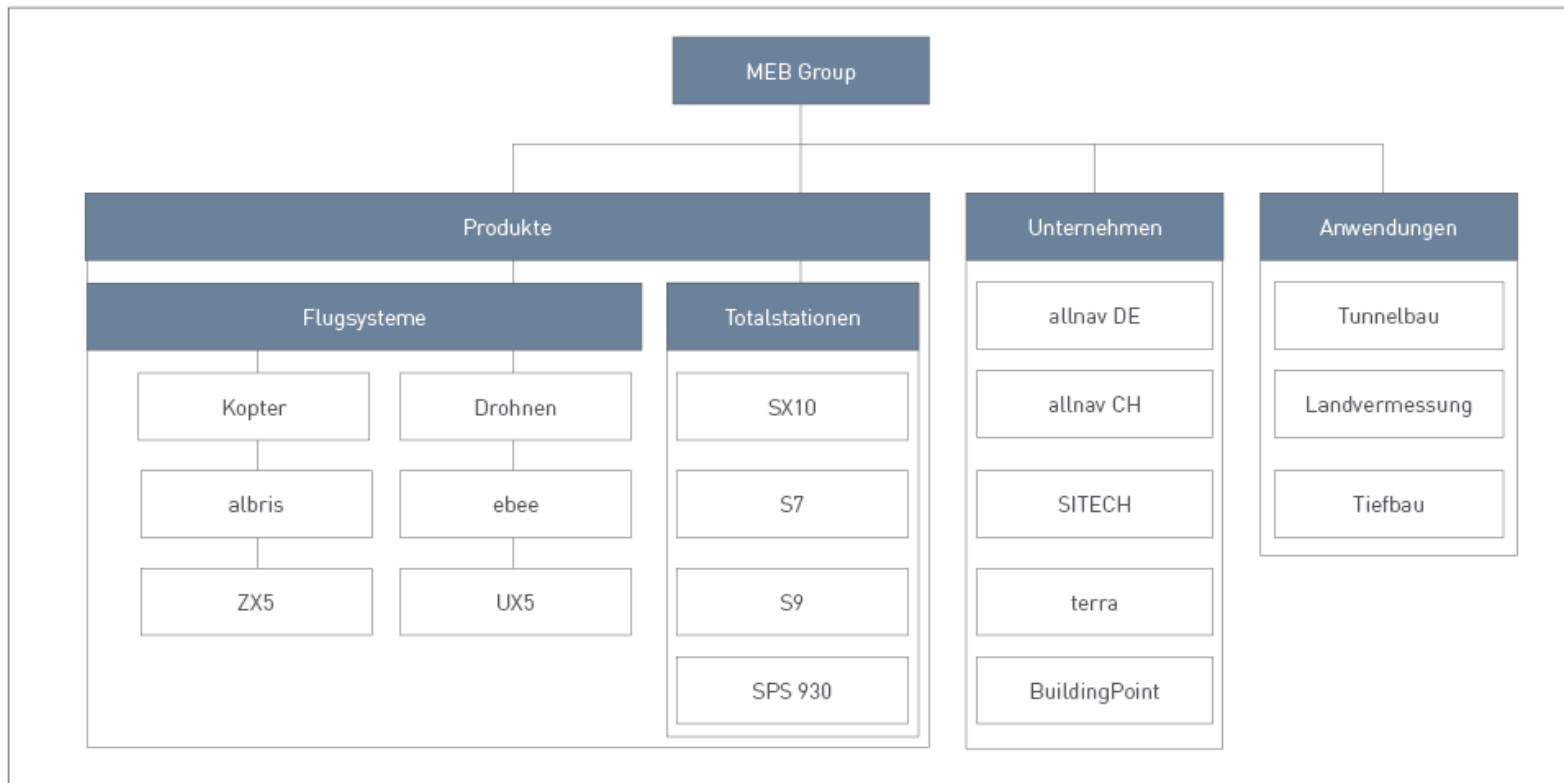 MEB Group
Produkte
Unternehmen
Anwendungen
Flugsysteme
Totalstationen
Kopter
Drohnen
albris
ebee
ZX5
UX5
SX10
S7
S9
SPS 930
allnav DE
allnav CH
SITECH
terra
BuildingPoint
Tunnelbau
Landvermessung
Tiefbau